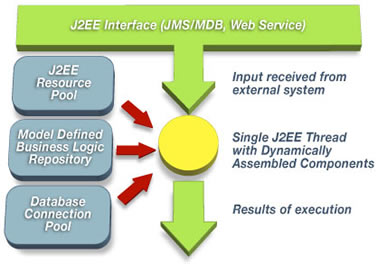 J2EE Interface (JMS/MDB, Web Service)
J2EE
Resource
Pool
Input received from
external system
Model Defined
Business Logic
Repository
Single J2EE Thread
with Dynamically
Assembled Components
Database
Connection
Pool
Results of execution